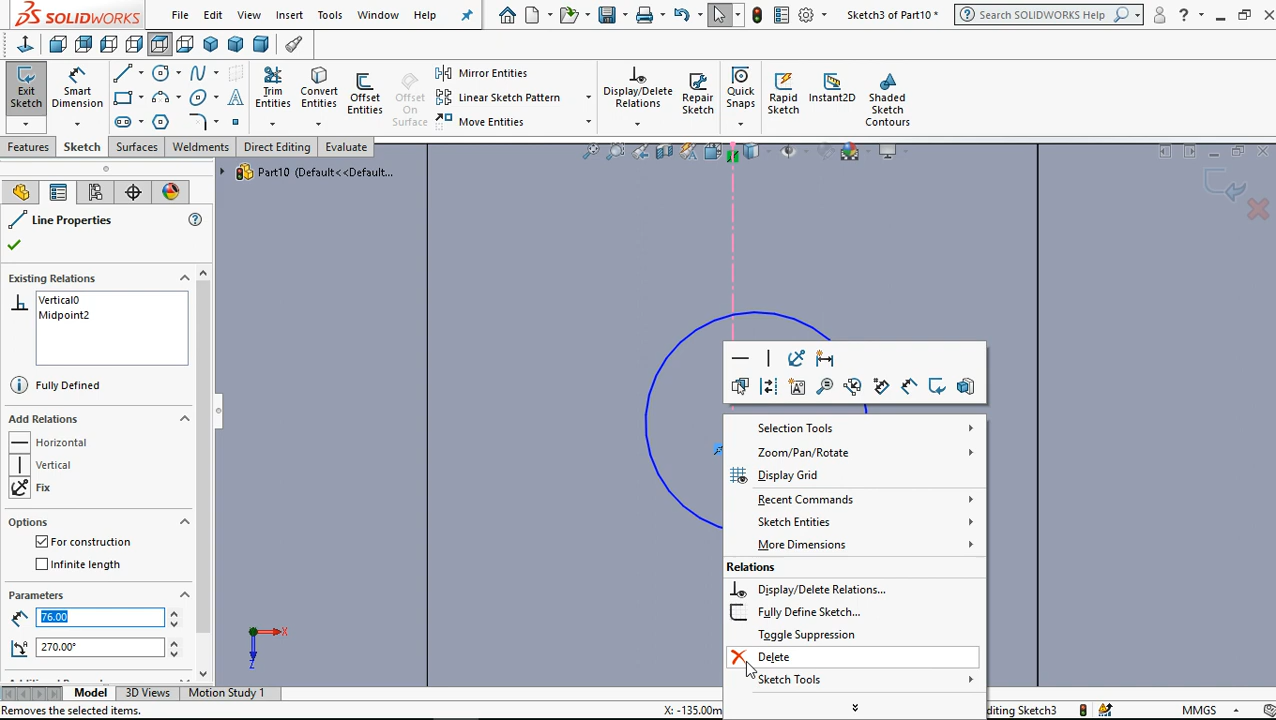 SOLIDWORKS File Edit View Insert Tools Window Help Sketch3 of Part10 * Search SOLIDWORKS Help ?
Exit Sketch
Smart Dimension
Trim Entities
Convert Entities
Offset Entities
Offset On Surface
Mirror Entities
Linear Sketch Pattern
Move Entities
Display/Delete Relations
Repair Sketch
Quick Snaps
Rapid Sketch
Instant2D
Shaded Sketch Contours
Features Sketch Surfaces Weldments Direct Editing Evaluate
Part10 (Default<<Default...
Line Properties
Existing Relations
Vertical0
Midpoint2
Fully Defined
Add Relations
Horizontal
Vertical
Fix
Options
For construction
Infinite length
Parameters
76.00
270.00°
X
Z
Selection Tools
Zoom/Pan/Rotate
Display Grid
Recent Commands
Sketch Entities
More Dimensions
Relations
Display/Delete Relations...
Fully Define Sketch...
Toggle Suppression
Delete
Sketch Tools
Model 3D Views Motion Study 1
Removes the selected items. X: -135.00m diting Sketch3 MMGS